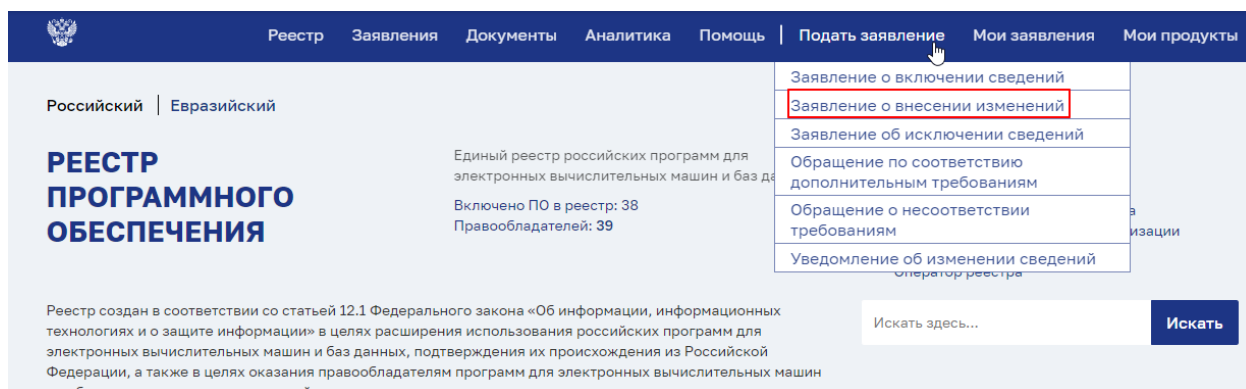 Реестр Заявления Документы Аналитика Помощь | Подать заявление Мои заявления Мои продукты
Заявление о включении сведений
Заявление о внесении изменений
Заявление об исключении сведений
Обращение по соответствию
дополнительным требованиям
Обращение о несоответствии
требованиям
Уведомление об изменении сведений
Российский | Евразийский
РЕЕСТР
ПРОГРАММНОГО
ОБЕСПЕЧЕНИЯ
Единый реестр российских программ для
электронных вычислительных машин и баз да
Включено ПО в реестр: 38
Правообладателей: 39
а
изации
Оператор реестра
Реестр создан в соответствии со статьей 12.1 Федерального закона «Об информации, информационных
технологиях и о защите информации» в целях расширения использования российских программ для
электронных вычислительных машин и баз данных, подтверждения их происхождения из Российской
Федерации, а также в целях оказания правообладателям программ для электронных вычислительных машин
Искать здесь... Искать